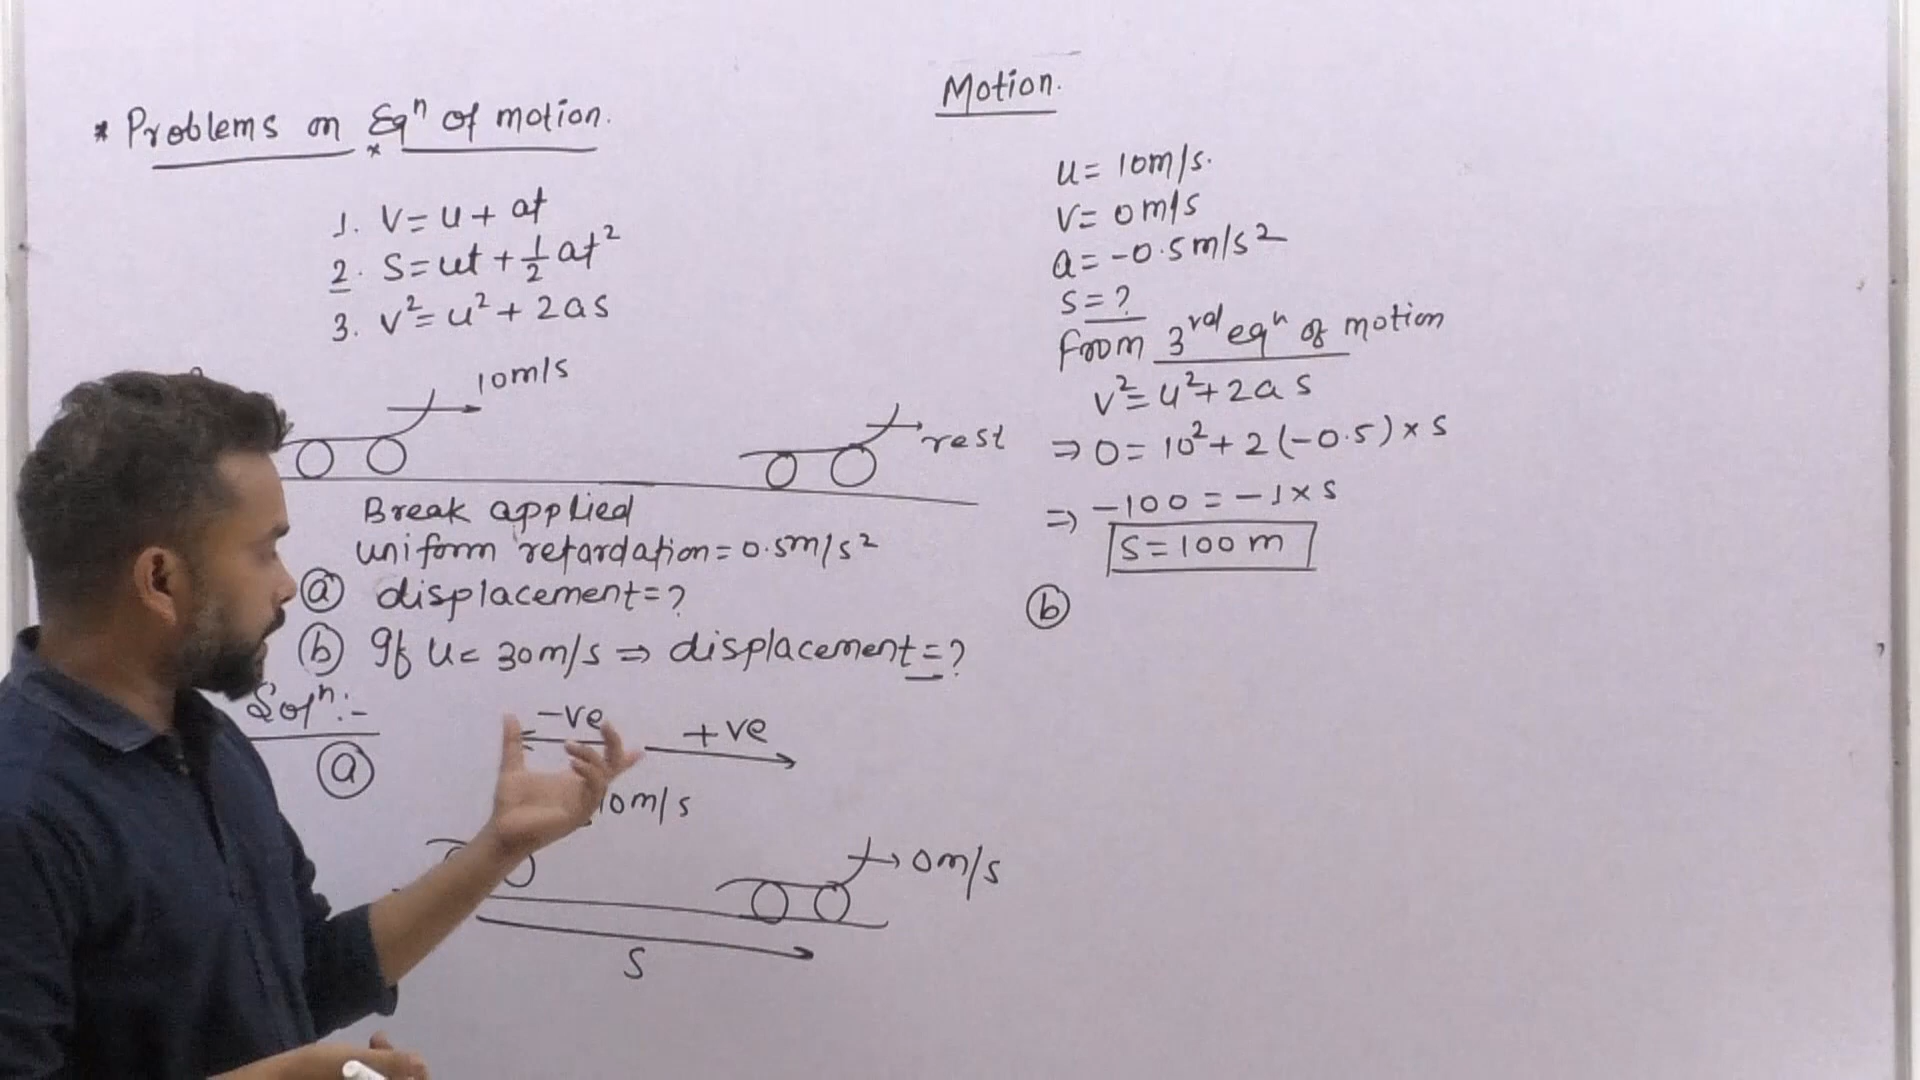 Motion.
* Problems on Eqⁿ of motion.
1. v = u + at
2. S = ut + 1/2 at²
3. v² = u² + 2as
10m/s
rest
Break applied
uniform retardation = 0.5m/s²
ⓐ displacement = ?
ⓑ If u = 30m/s ⇒ displacement = ?
Solⁿ:-
ⓐ
-ve
+ve
10m/s
0m/s
S
u = 10m/s.
v = 0m/s
a = -0.5m/s²
s = ?
from 3rd eqⁿ of motion
v² = u² + 2as
⇒ 0 = 10² + 2(-0.5) × s
⇒ -100 = -1 × s
S = 100 m
ⓑ